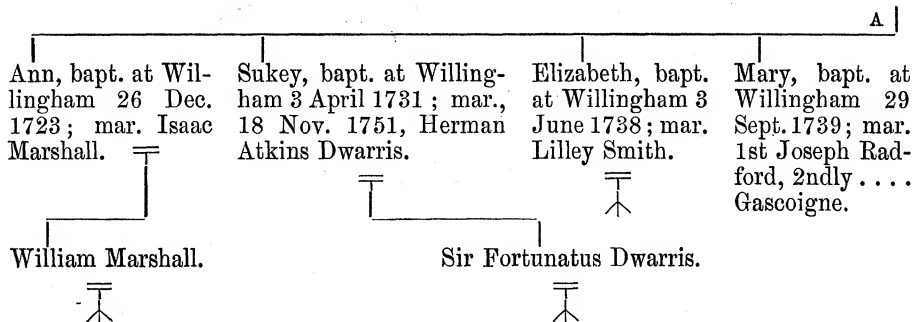 A
Ann, bapt. at Wil-
lingham 26 Dec.
1723; mar. Isaac
Marshall.
Sukey, bapt. at Willing-
ham 3 April 1731; mar.,
18 Nov. 1751, Herman
Atkins Dwarris.
Elizabeth, bapt.
at Willingham 3
June 1738; mar.
Lilley Smith.
Mary, bapt. at
Willingham 29
Sept. 1739; mar.
1st Joseph Rad-
ford, 2ndly . . . .
Gascoigne.
William Marshall.
Sir Fortunatus Dwarris.